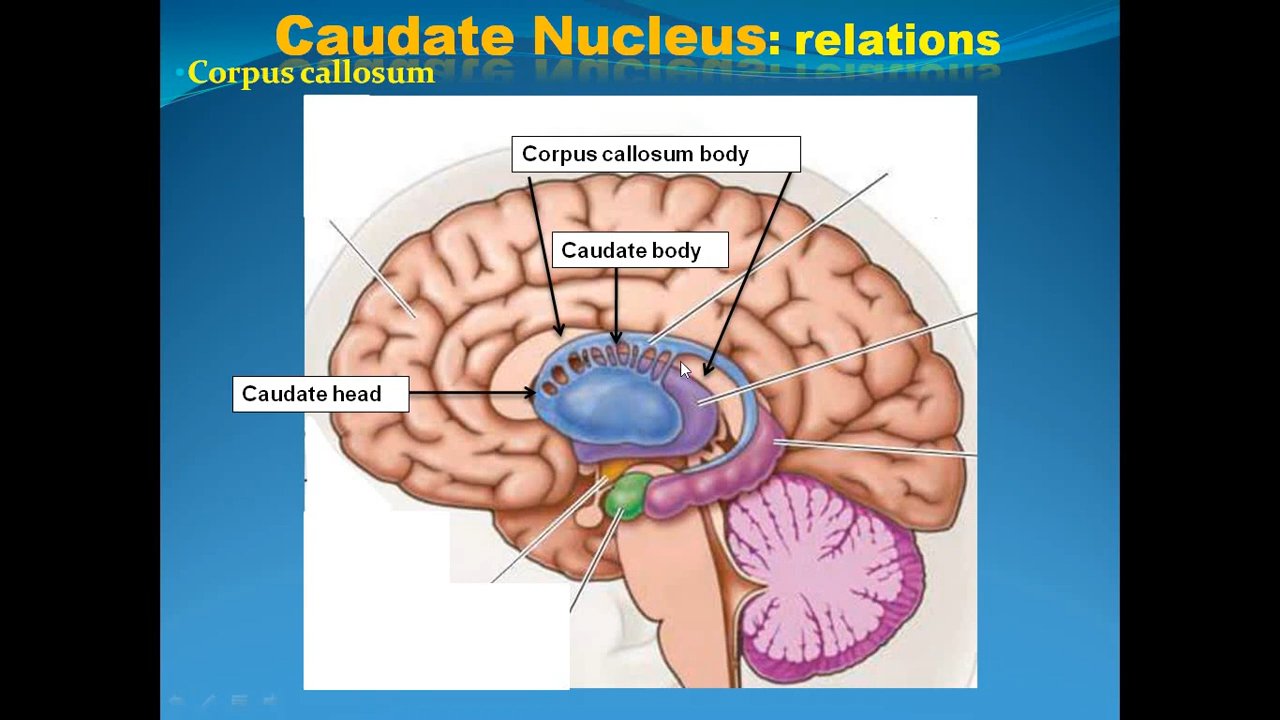 Caudate Nucleus: relations
•Corpus callosum
Corpus callosum body
Caudate body
Caudate head